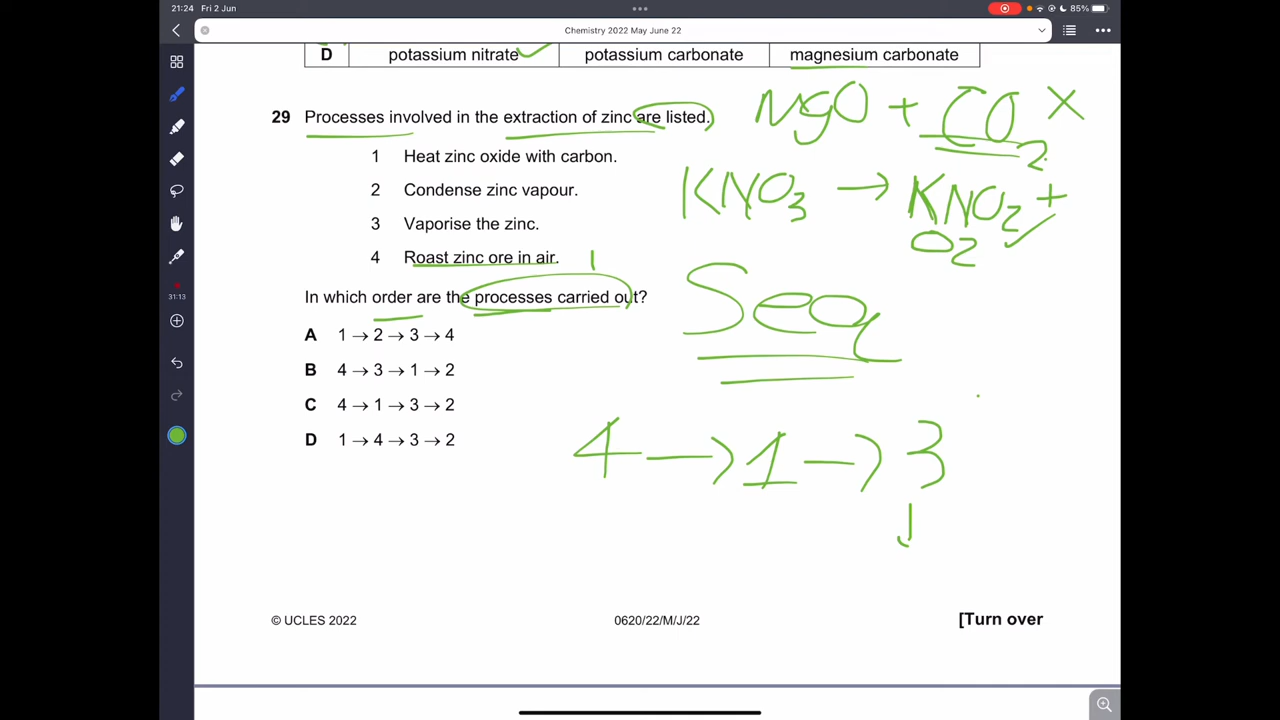 21:24 Fri 2 Jun
85%
Chemistry 2022 May June 22
D potassium nitrate potassium carbonate magnesium carbonate
29 Processes involved in the extraction of zinc are listed.
1 Heat zinc oxide with carbon.
2 Condense zinc vapour.
3 Vaporise the zinc.
4 Roast zinc ore in air.
In which order are the processes carried out?
A 1 → 2 → 3 → 4
B 4 → 3 → 1 → 2
C 4 → 1 → 3 → 2
D 1 → 4 → 3 → 2
MgO + CO2
KNO3 → KNO2 +
O2
1
Seq
4 → 1 → 3
31:13
© UCLES 2022 0620/22/M/J/22 [Turn over